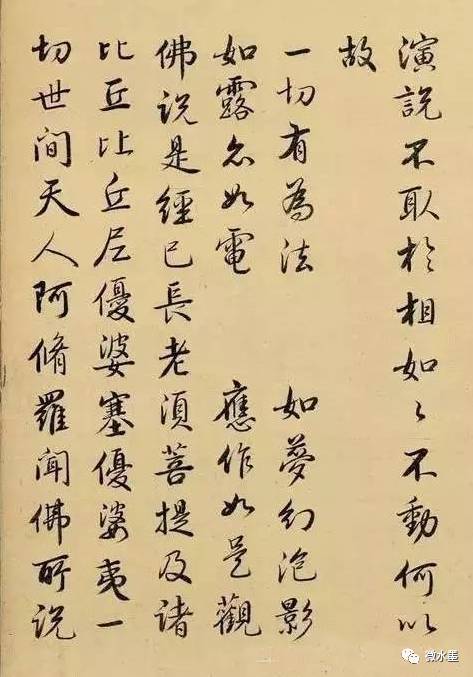 演說不取於相如〻不動何以
故
一切有為法　如夢幻泡影
如露亦如電　應作如是觀
佛說是經已長老須菩提及諸
比丘比丘尼優婆塞優婆夷一
切世間天人阿脩羅聞佛所說
微水墨